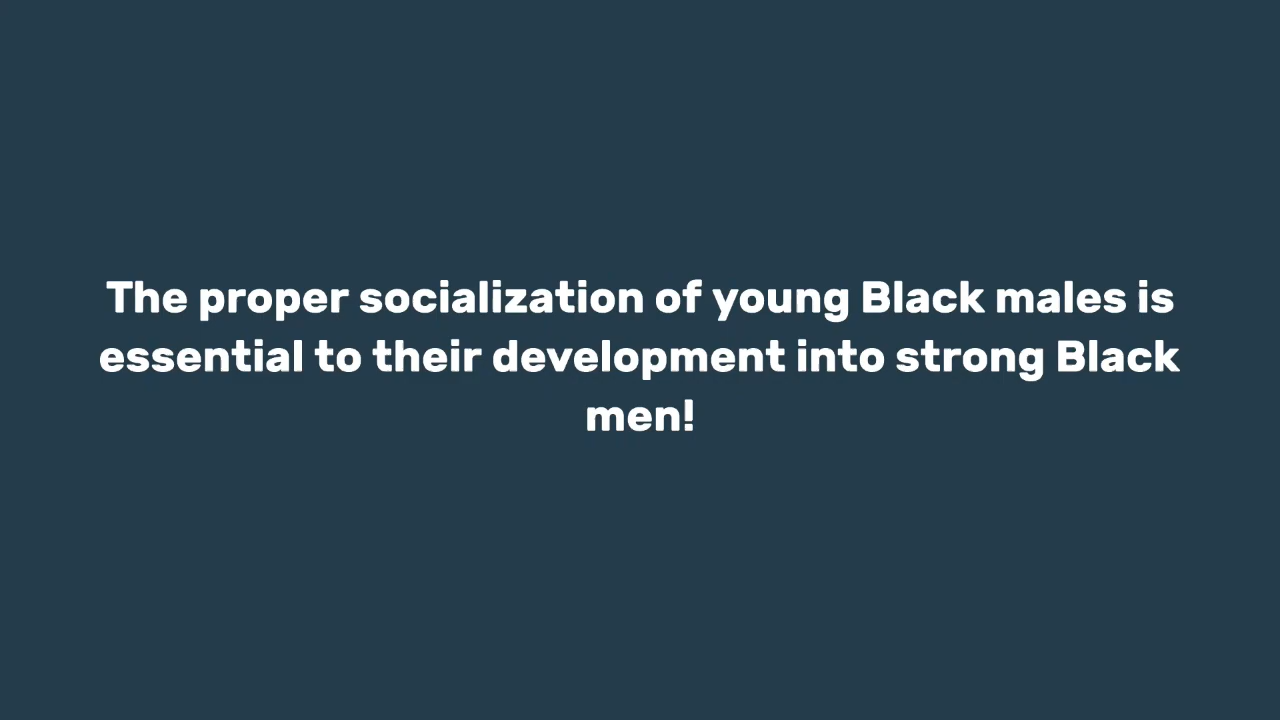 The proper socialization of young Black males is
essential to their development into strong Black
men!